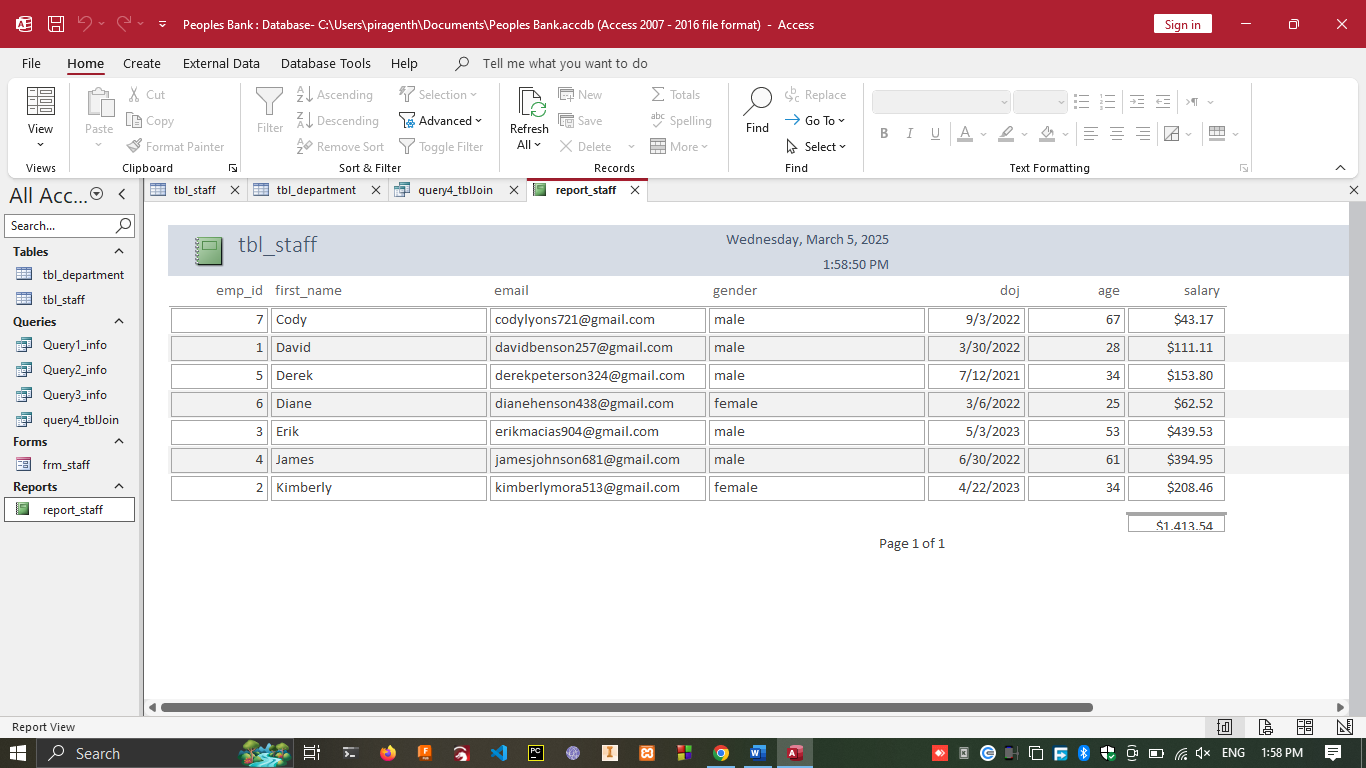 Peoples Bank : Database- C:\Users\piragenth\Documents\Peoples Bank.accdb (Access 2007 - 2016 file format) - Access
Sign in
File Home Create External Data Database Tools Help Tell me what you want to do
View
Views
Paste
Cut
Copy
Format Painter
Clipboard
Filter
Ascending
Descending
Remove Sort
Selection
Advanced
Toggle Filter
Sort & Filter
Refresh
All
New
Save
Delete
Totals
Spelling
More
Records
Find
Replace
Go To
Select
Find
B I U A
Text Formatting
All Acc...
Search...
Tables
tbl_department
tbl_staff
Queries
Query1_info
Query2_info
Query3_info
query4_tblJoin
Forms
frm_staff
Reports
report_staff
tbl_staff tbl_department query4_tblJoin report_staff
tbl_staff
Wednesday, March 5, 2025
1:58:50 PM
emp_id first_name email gender doj age salary
7 Cody codylyons721@gmail.com male 9/3/2022 67 $43.17
1 David davidbenson257@gmail.com male 3/30/2022 28 $111.11
5 Derek derekpeterson324@gmail.com male 7/12/2021 34 $153.80
6 Diane dianehenson438@gmail.com female 3/6/2022 25 $62.52
3 Erik erikmacias904@gmail.com male 5/3/2023 53 $439.53
4 James jamesjohnson681@gmail.com male 6/30/2022 61 $394.95
2 Kimberly kimberlymora513@gmail.com female 4/22/2023 34 $208.46
$1,413.54
Page 1 of 1
Report View
Search
ENG 1:58 PM